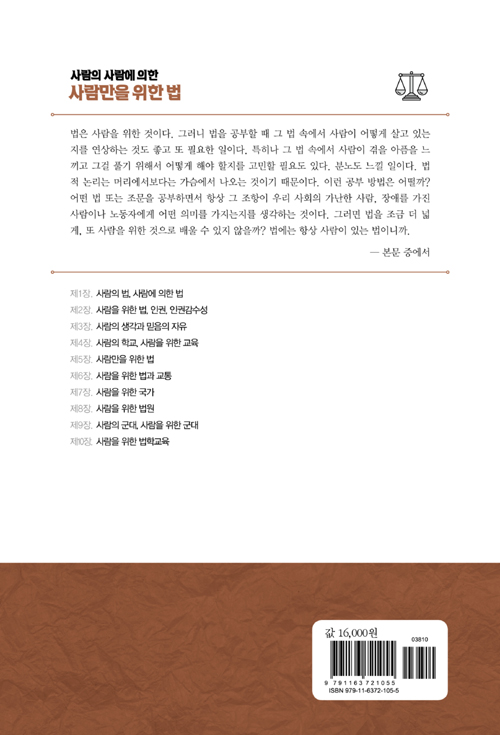 사람의 사람에 의한
사람만을 위한 법
법은 사람을 위한 것이다. 그러니 법을 공부할 때 그 법 속에서 사람이 어떻게 살고 있는
지를 연상하는 것도 좋고 또 필요한 일이다. 특히나 그 법 속에서 사람이 겪을 아픔을 느
끼고 그걸 풀기 위해서 어떻게 해야 할지를 고민할 필요도 있다. 분노도 느낄 일이다. 법
적 논리는 머리에서보다는 가슴에서 나오는 것이기 때문이다. 이런 공부 방법은 어떨까?
어떤 법 또는 조문을 공부하면서 항상 그 조항이 우리 사회의 가난한 사람, 장애를 가진
사람이나 노동자에게 어떤 의미를 가지는지를 생각하는 것이다. 그러면 법을 조금 더 넓
게, 또 사람을 위한 것으로 배울 수 있지 않을까? 법에는 항상 사람이 있는 법이니까.
— 본문 중에서
제1장. 사람의 법, 사람에 의한 법
제2장. 사람을 위한 법, 인권, 인권감수성
제3장. 사람의 생각과 믿음의 자유
제4장. 사람의 학교, 사람을 위한 교육
제5장. 사람만을 위한 법
제6장. 사람을 위한 법과 교통
제7장. 사람을 위한 국가
제8장. 사람을 위한 법원
제9장. 사람의 군대, 사람을 위한 군대
제10장. 사람을 위한 법학교육
값 16,000원
03810
9 791163 721055
ISBN 979-11-6372-105-5